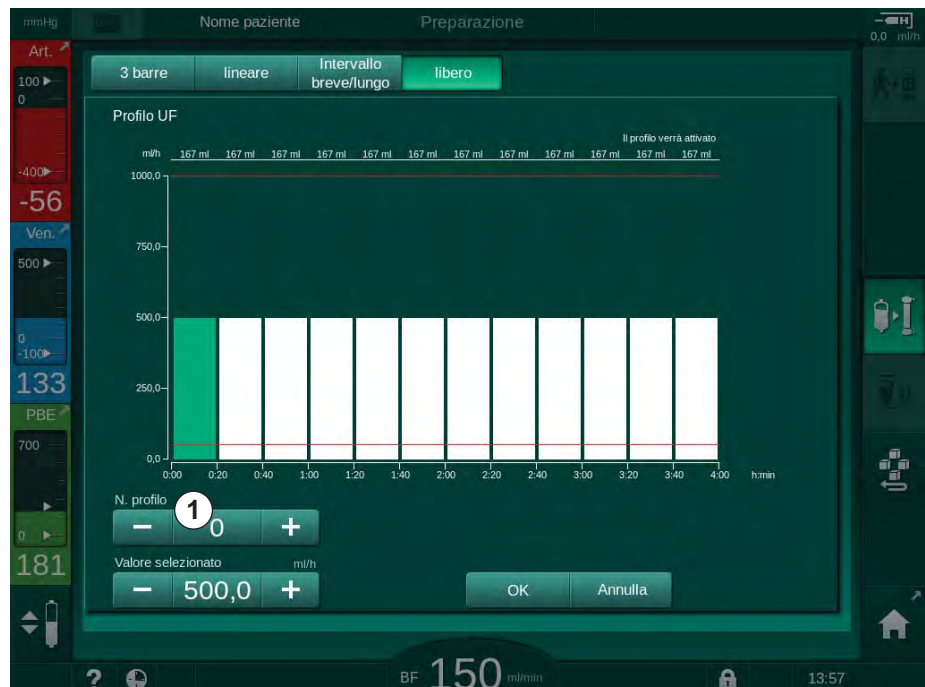 mmHg Nome paziente Preparazione
0,0 ml/h
Art.
100
0
-400
-56
Ven.
500
0
-100
133
PBE
700
0
181
3 barre lineare Intervallo breve/lungo libero
Profilo UF
Il profilo verrà attivato
ml/h 167 ml 167 ml 167 ml 167 ml 167 ml 167 ml 167 ml 167 ml 167 ml 167 ml 167 ml 167 ml
1000,0
750,0
500,0
250,0
0,0
0:00 0:20 0:40 1:00 1:20 1:40 2:00 2:20 2:40 3:00 3:20 3:40 4:00 h:min
N. profilo
1
− 0 +
Valore selezionato ml/h
− 500,0 +
OK Annulla
? BF 150 ml/min 13:57